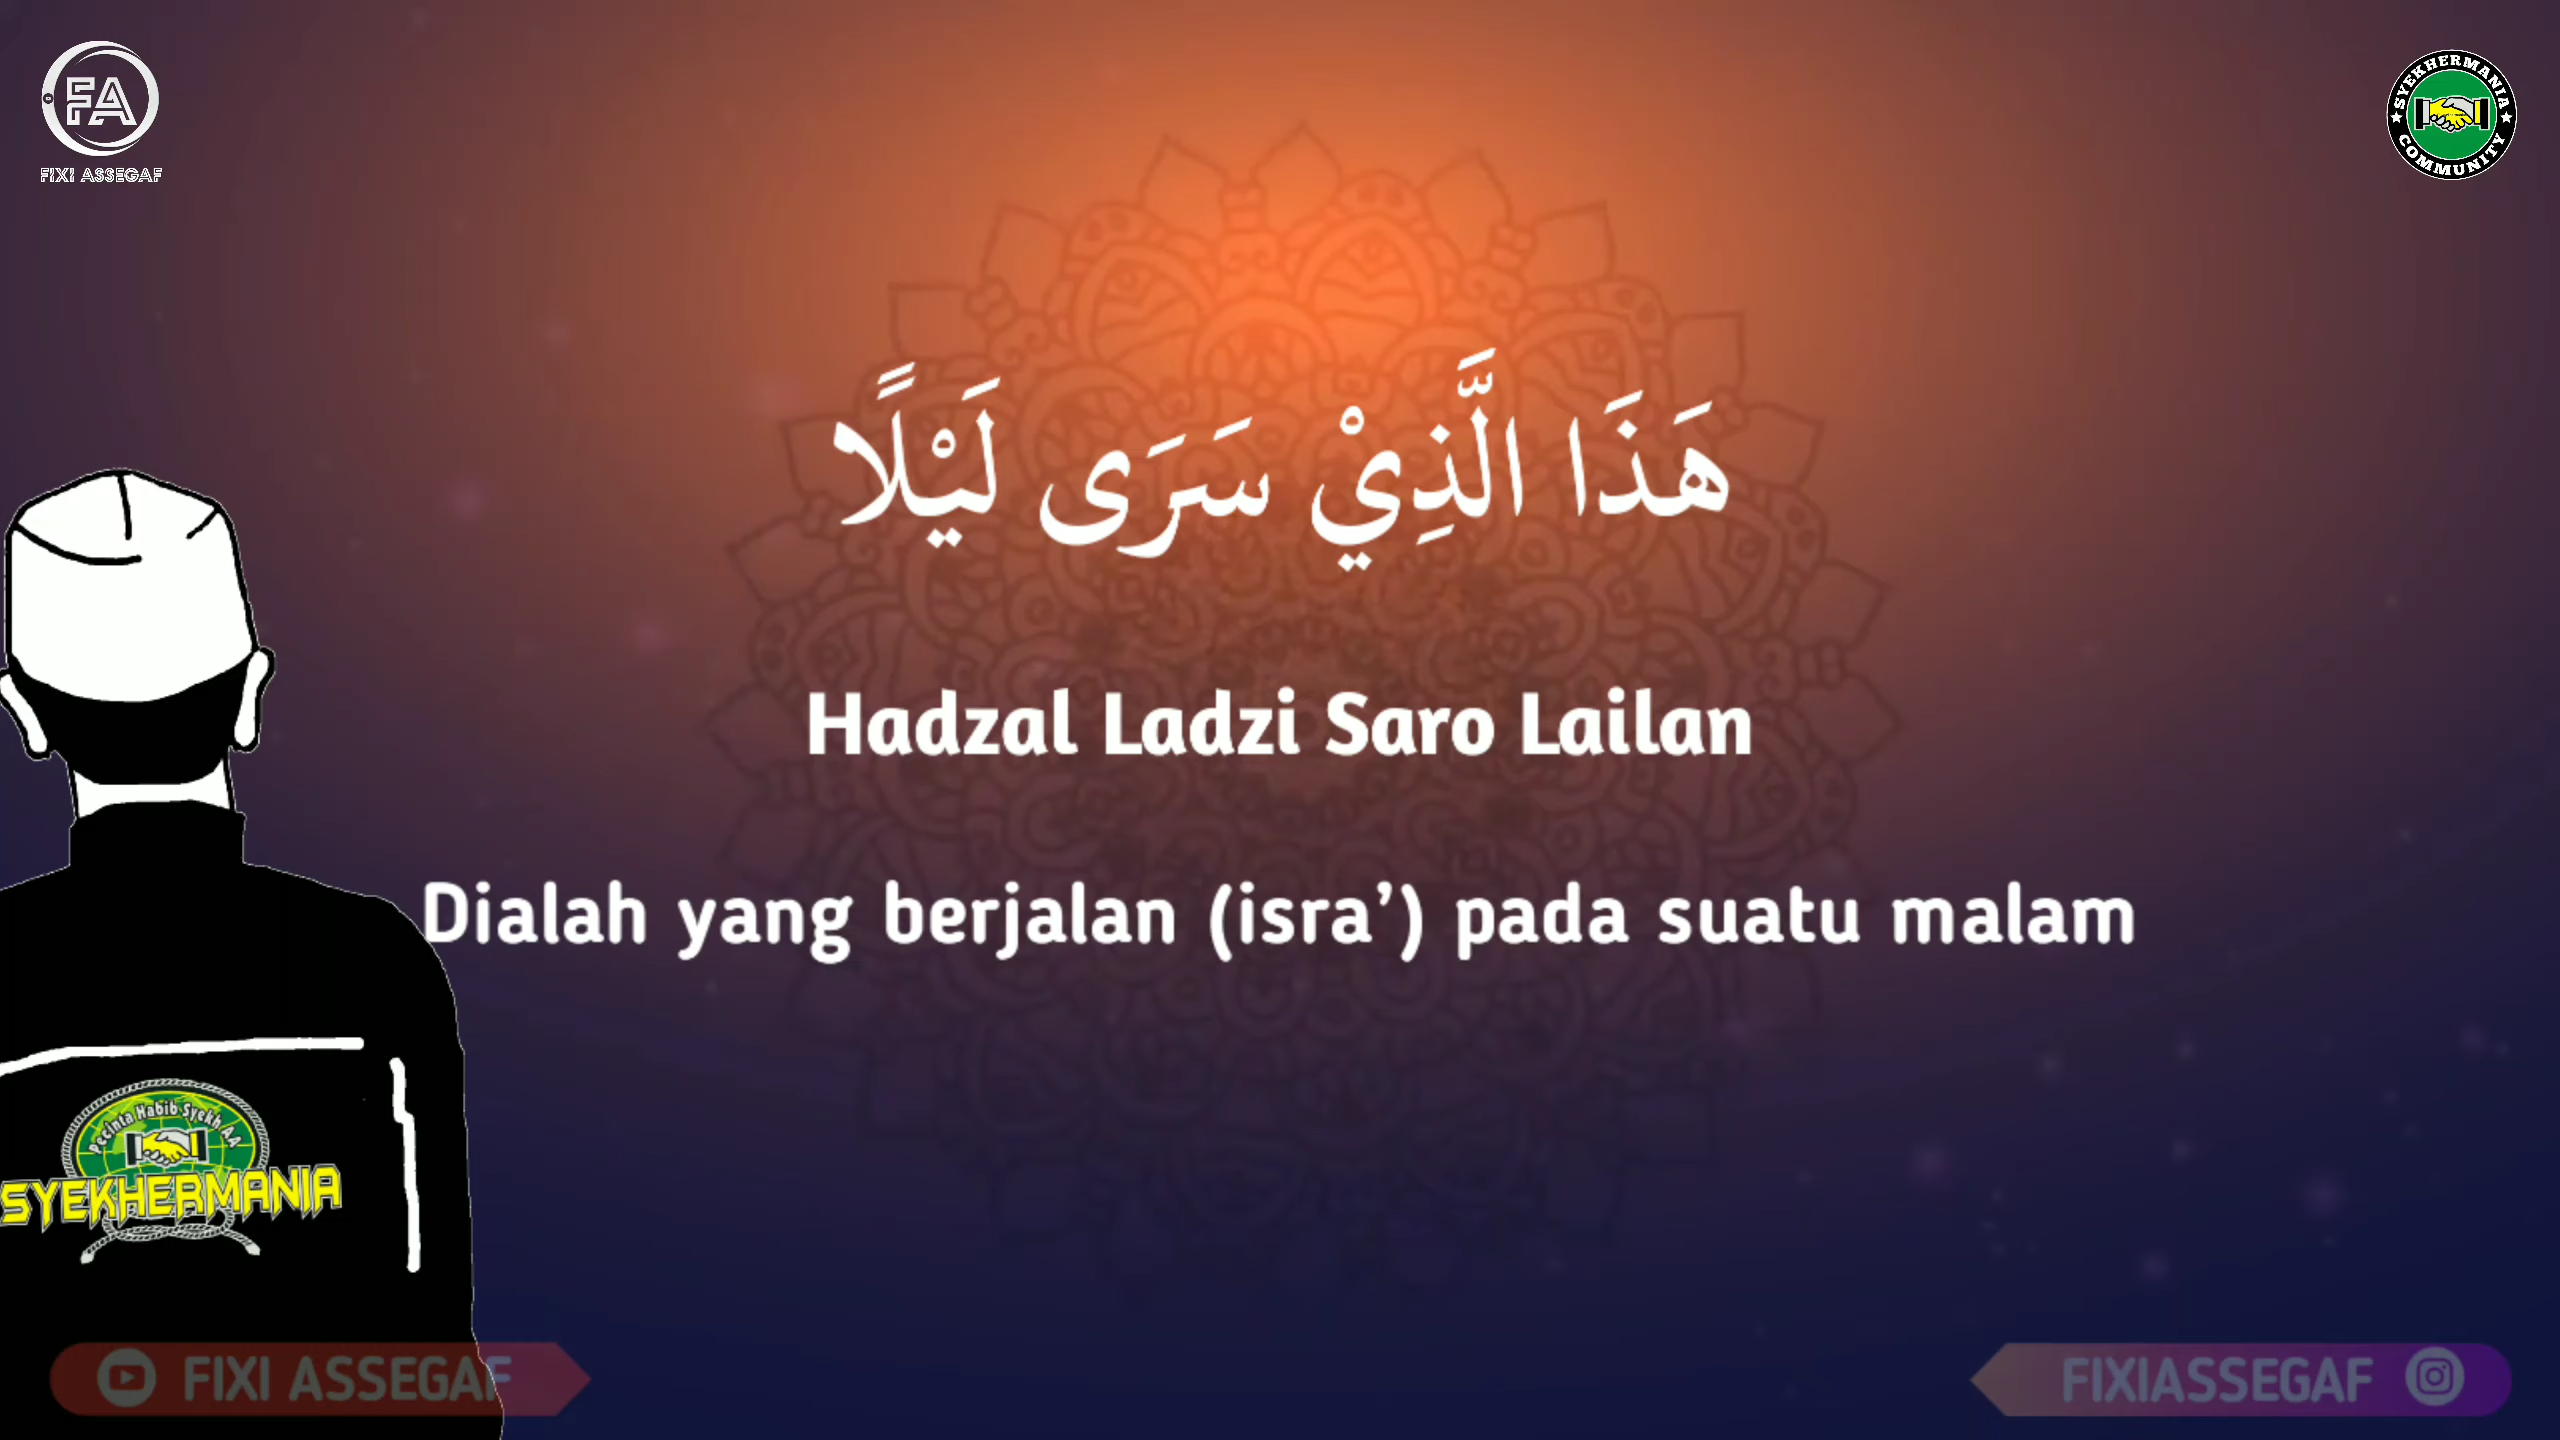 FA
FIXI ASSEGAF
SYEKHERMANIA
COMMUNITY
هَذَا الَّذِيْ سَرَى لَيْلًا
Hadzal Ladzi Saro Lailan
Dialah yang berjalan (isra’) pada suatu malam
Pecinta Habib Syekh AA
SYEKHERMANIA
FIXI ASSEGAF
FIXIASSEGAF